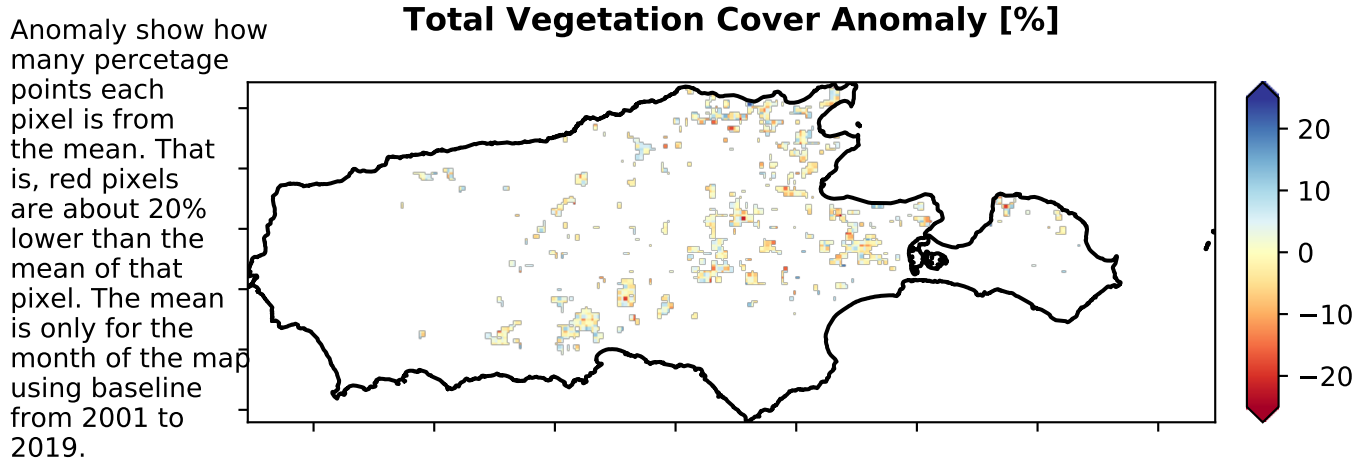 Total Vegetation Cover Anomaly [%]
Anomaly show how
many percetage
points each
pixel is from
the mean. That
is, red pixels
are about 20%
lower than the
mean of that
pixel. The mean
is only for the
month of the map
using baseline
from 2001 to
2019.
20
10
0
−10
−20